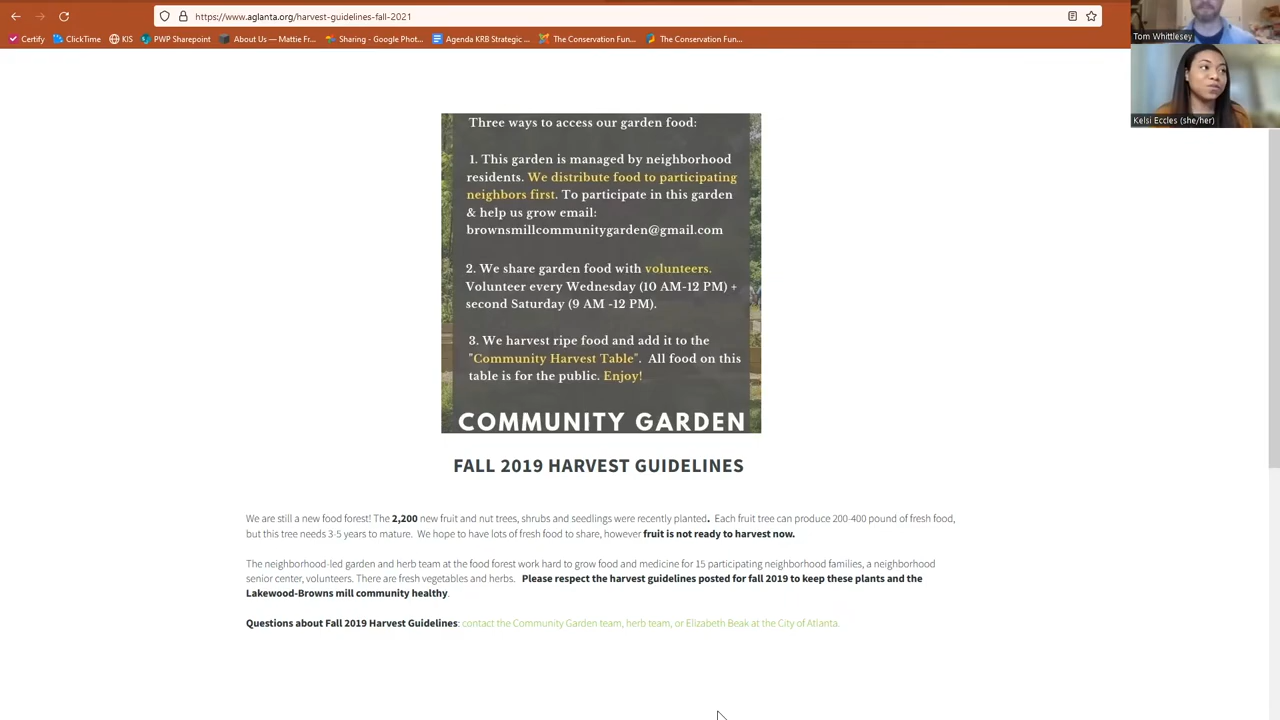 https://www.aglanta.org/harvest-guidelines-fall-2021
Certify ClickTime KIS PWP Sharepoint About Us — Mattie Fr... Sharing - Google Phot... Agenda KRB Strategic ... The Conservation Fun... The Conservation Fun...
Tom Whittlesey
Kelsi Eccles (she/her)
Three ways to access our garden food:
1. This garden is managed by neighborhood
residents. We distribute food to participating
neighbors first. To participate in this garden
& help us grow email:
brownsmillcommunitygarden@gmail.com
2. We share garden food with volunteers.
Volunteer every Wednesday (10 AM-12 PM) +
second Saturday (9 AM -12 PM).
3. We harvest ripe food and add it to the
"Community Harvest Table". All food on this
table is for the public. Enjoy!
COMMUNITY GARDEN
FALL 2019 HARVEST GUIDELINES
We are still a new food forest! The 2,200 new fruit and nut trees, shrubs and seedlings were recently planted. Each fruit tree can produce 200-400 pound of fresh food,
but this tree needs 3-5 years to mature. We hope to have lots of fresh food to share, however fruit is not ready to harvest now.
The neighborhood-led garden and herb team at the food forest work hard to grow food and medicine for 15 participating neighborhood families, a neighborhood
senior center, volunteers. There are fresh vegetables and herbs. Please respect the harvest guidelines posted for fall 2019 to keep these plants and the
Lakewood-Browns mill community healthy.
Questions about Fall 2019 Harvest Guidelines: contact the Community Garden team, herb team, or Elizabeth Beak at the City of Atlanta.